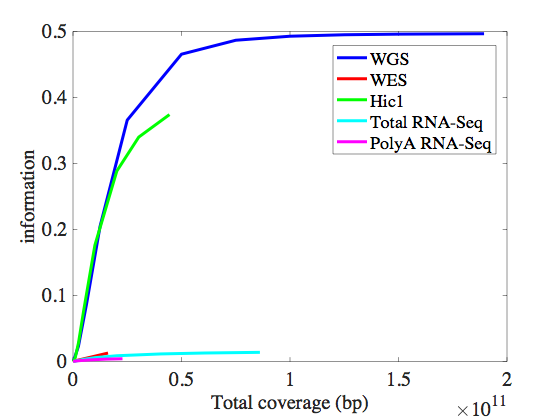 0.5
0.4
0.3
0.2
0.1
0
information
WGS
WES
Hic1
Total RNA-Seq
PolyA RNA-Seq
0 0.5 1 1.5 2
Total coverage (bp)
×10^11